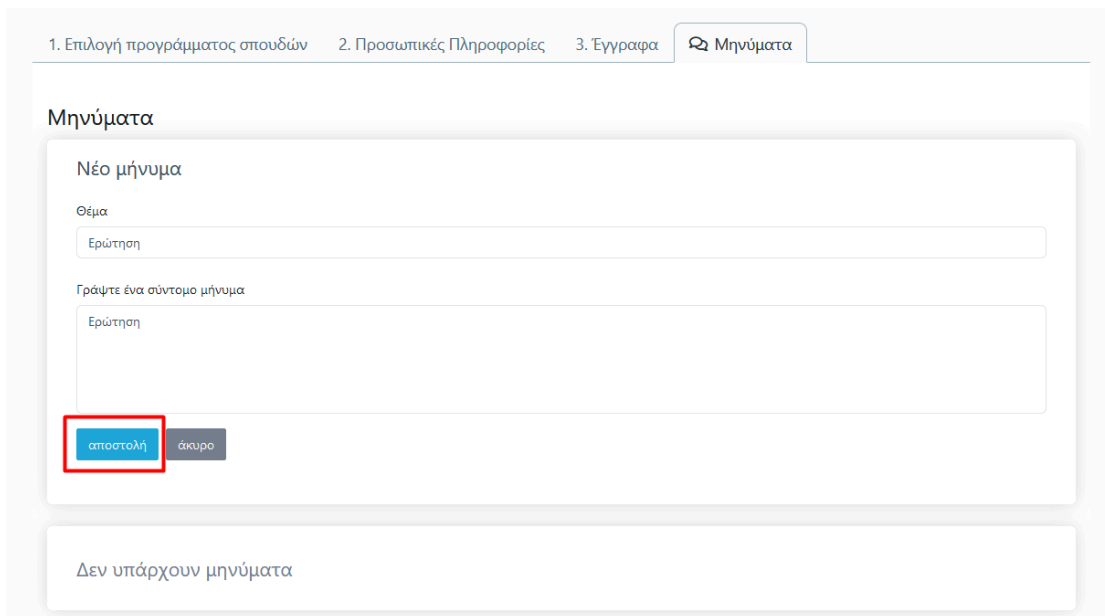 1. Επιλογή προγράμματος σπουδών 2. Προσωπικές Πληροφορίες 3. Έγγραφα Μηνύματα
Μηνύματα
Νέο μήνυμα
Θέμα
Ερώτηση
Γράψτε ένα σύντομο μήνυμα
Ερώτηση
αποστολή άκυρο
Δεν υπάρχουν μηνύματα